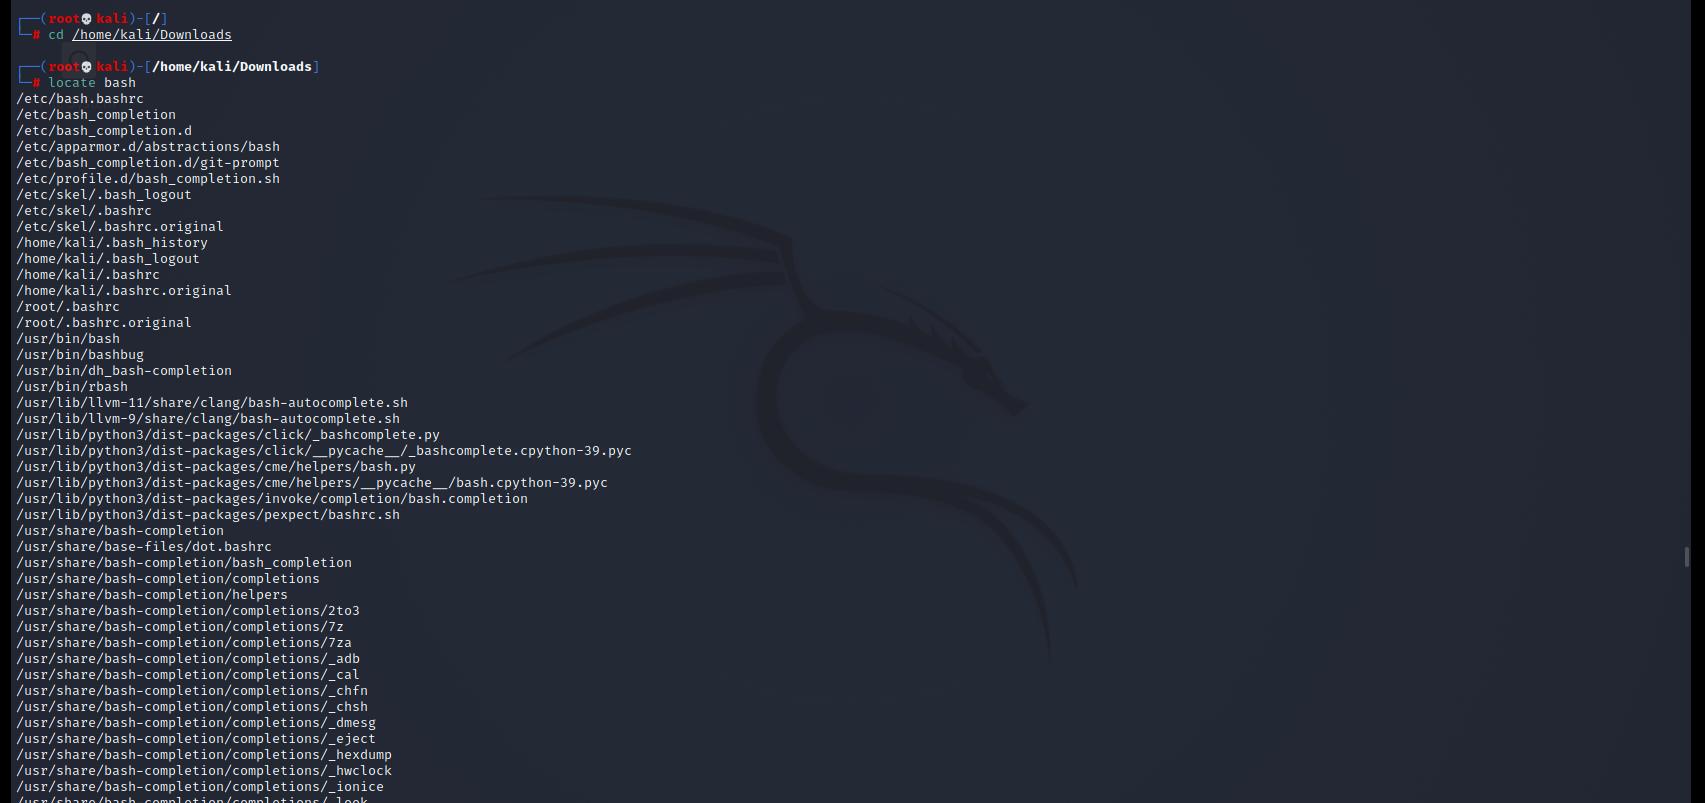 ┌──(root💀kali)-[/]
└─# cd /home/kali/Downloads
┌──(root💀kali)-[/home/kali/Downloads]
└─# locate bash
/etc/bash.bashrc
/etc/bash_completion
/etc/bash_completion.d
/etc/apparmor.d/abstractions/bash
/etc/bash_completion.d/git-prompt
/etc/profile.d/bash_completion.sh
/etc/skel/.bash_logout
/etc/skel/.bashrc
/etc/skel/.bashrc.original
/home/kali/.bash_history
/home/kali/.bash_logout
/home/kali/.bashrc
/home/kali/.bashrc.original
/root/.bashrc
/root/.bashrc.original
/usr/bin/bash
/usr/bin/bashbug
/usr/bin/dh_bash-completion
/usr/bin/rbash
/usr/lib/llvm-11/share/clang/bash-autocomplete.sh
/usr/lib/llvm-9/share/clang/bash-autocomplete.sh
/usr/lib/python3/dist-packages/click/_bashcomplete.py
/usr/lib/python3/dist-packages/click/__pycache__/_bashcomplete.cpython-39.pyc
/usr/lib/python3/dist-packages/cme/helpers/bash.py
/usr/lib/python3/dist-packages/cme/helpers/__pycache__/bash.cpython-39.pyc
/usr/lib/python3/dist-packages/invoke/completion/bash.completion
/usr/lib/python3/dist-packages/pexpect/bashrc.sh
/usr/share/bash-completion
/usr/share/base-files/dot.bashrc
/usr/share/bash-completion/bash_completion
/usr/share/bash-completion/completions
/usr/share/bash-completion/helpers
/usr/share/bash-completion/completions/2to3
/usr/share/bash-completion/completions/7z
/usr/share/bash-completion/completions/7za
/usr/share/bash-completion/completions/_adb
/usr/share/bash-completion/completions/_cal
/usr/share/bash-completion/completions/_chfn
/usr/share/bash-completion/completions/_chsh
/usr/share/bash-completion/completions/_dmesg
/usr/share/bash-completion/completions/_eject
/usr/share/bash-completion/completions/_hexdump
/usr/share/bash-completion/completions/_hwclock
/usr/share/bash-completion/completions/_ionice
/usr/share/bash-completion/completions/_look